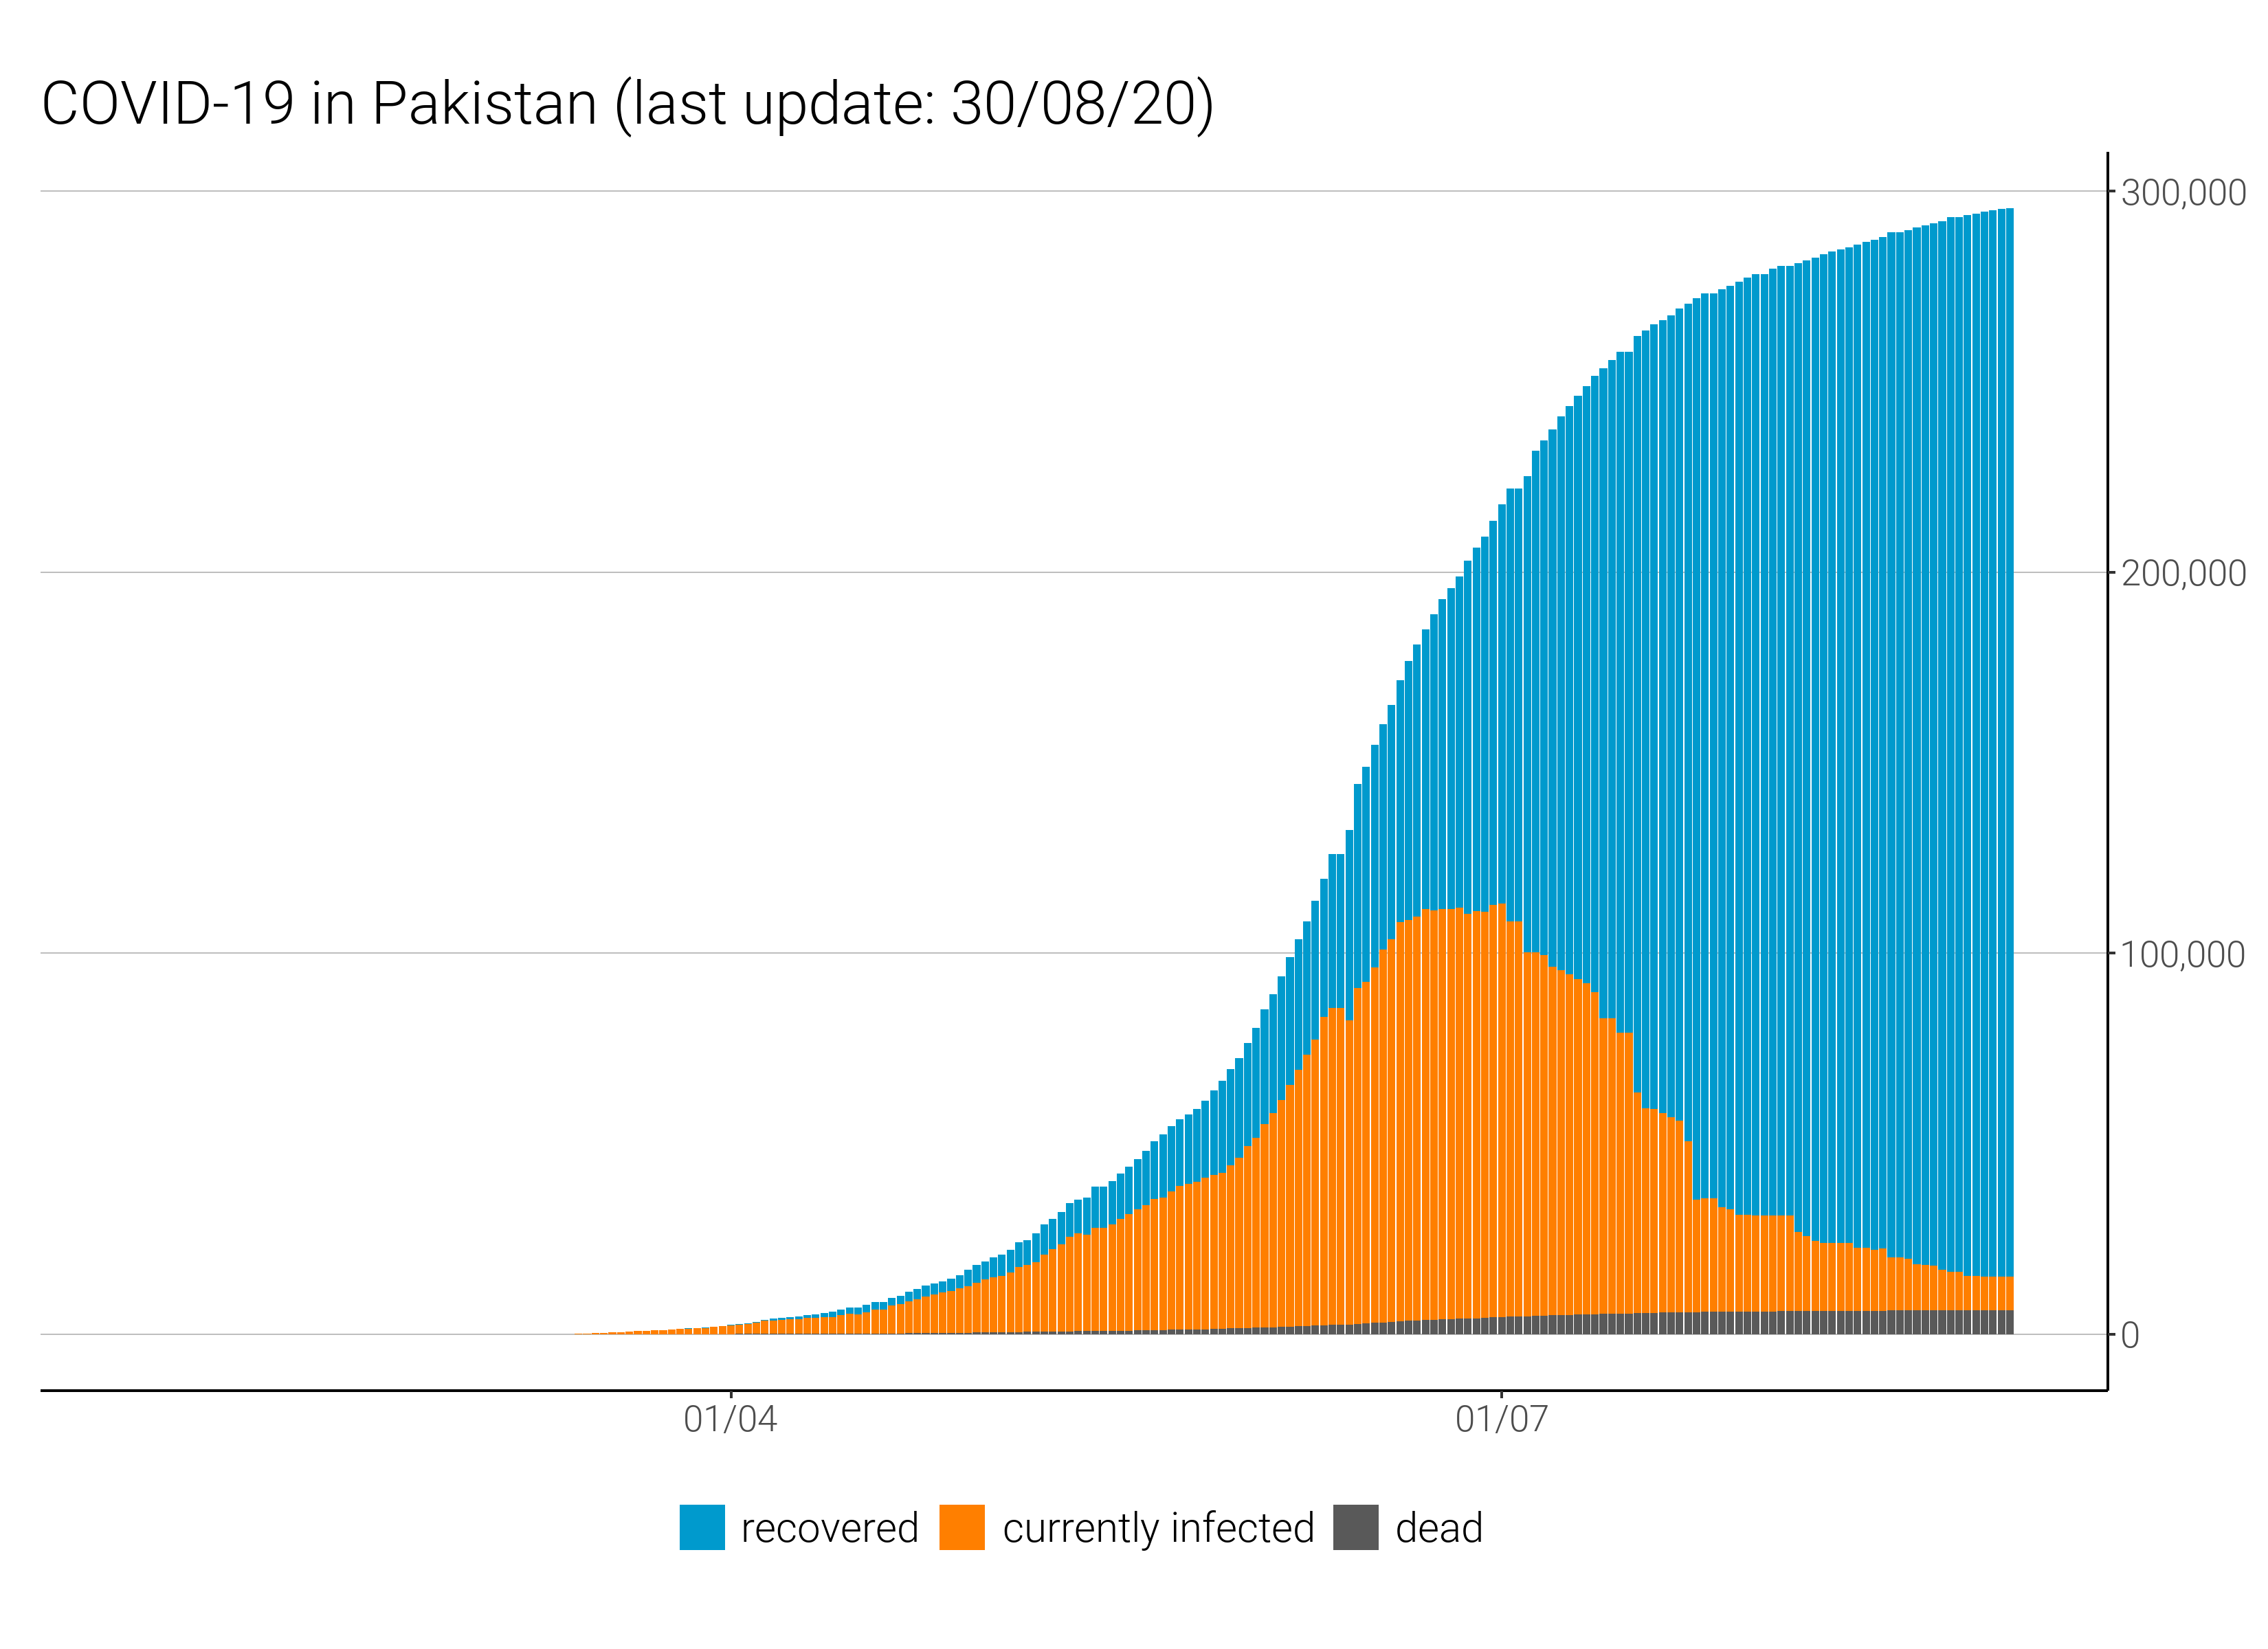 COVID-19 in Pakistan (last update: 30/08/20)
300,000
200,000
100,000
0
01/04 01/07
recovered currently infected dead